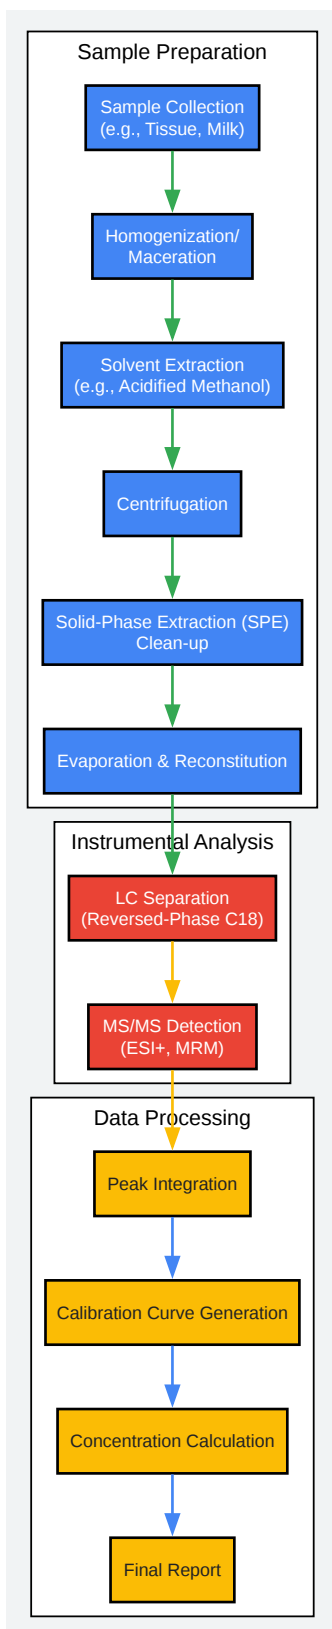 Sample Preparation
Sample Collection
(e.g., Tissue, Milk)
Homogenization/
Maceration
Solvent Extraction
(e.g., Acidified Methanol)
Centrifugation
Solid-Phase Extraction (SPE)
Clean-up
Evaporation & Reconstitution
Instrumental Analysis
LC Separation
(Reversed-Phase C18)
MS/MS Detection
(ESI+, MRM)
Data Processing
Peak Integration
Calibration Curve Generation
Concentration Calculation
Final Report